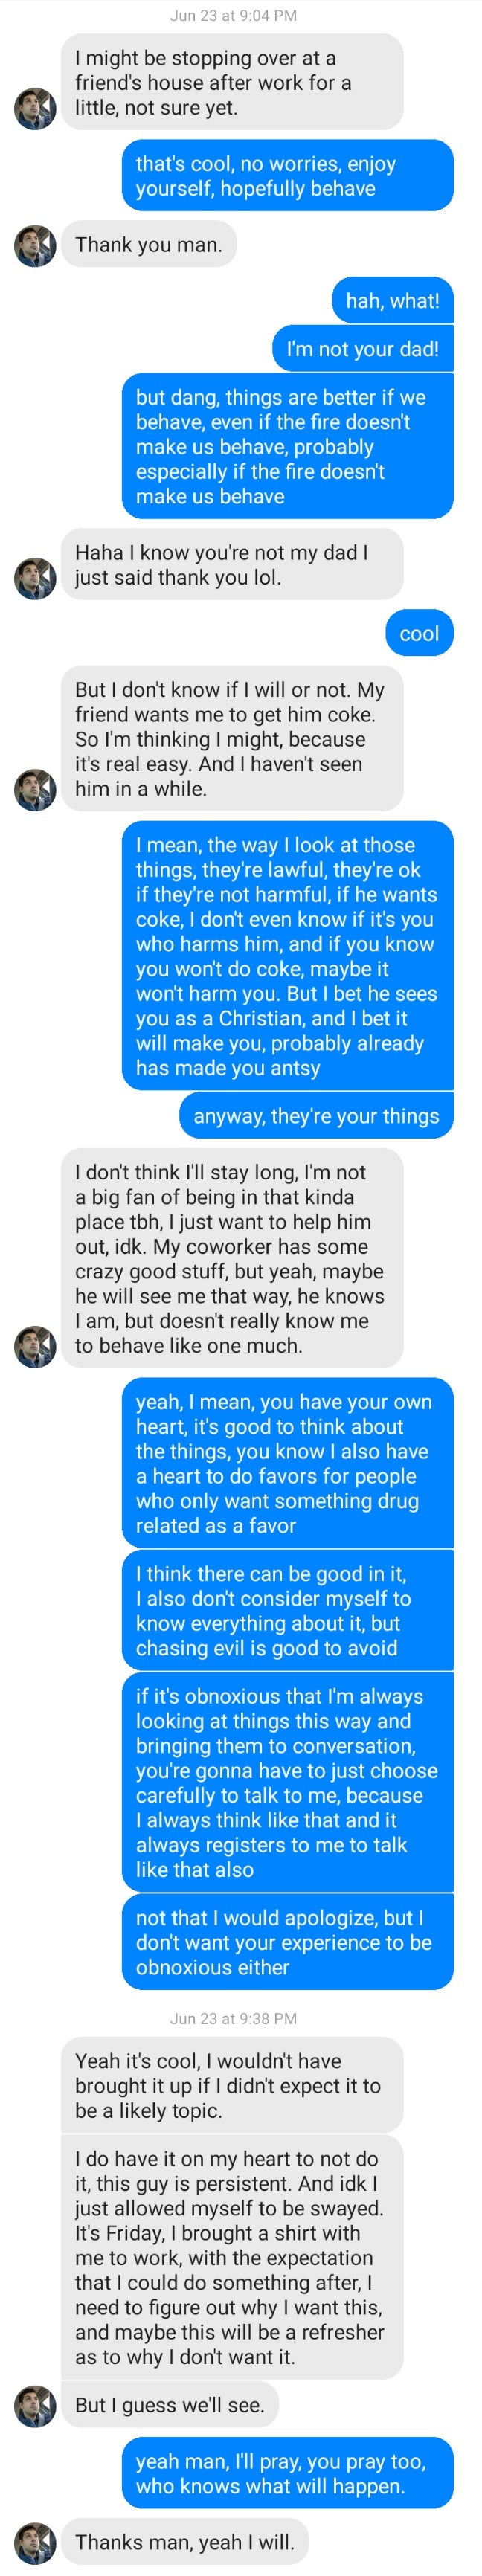 Jun 23 at 9:04 PM
I might be stopping over at a
friend's house after work for a
little, not sure yet.
that's cool, no worries, enjoy
yourself, hopefully behave
Thank you man.
hah, what!
I'm not your dad!
but dang, things are better if we
behave, even if the fire doesn't
make us behave, probably
especially if the fire doesn't
make us behave
Haha I know you're not my dad I
just said thank you lol.
cool
But I don't know if I will or not. My
friend wants me to get him coke.
So I'm thinking I might, because
it's real easy. And I haven't seen
him in a while.
I mean, the way I look at those
things, they're lawful, they're ok
if they're not harmful, if he wants
coke, I don't even know if it's you
who harms him, and if you know
you won't do coke, maybe it
won't harm you. But I bet he sees
you as a Christian, and I bet it
will make you, probably already
has made you antsy
anyway, they're your things
I don't think I'll stay long, I'm not
a big fan of being in that kinda
place tbh, I just want to help him
out, idk. My coworker has some
crazy good stuff, but yeah, maybe
he will see me that way, he knows
I am, but doesn't really know me
to behave like one much.
yeah, I mean, you have your own
heart, it's good to think about
the things, you know I also have
a heart to do favors for people
who only want something drug
related as a favor
I think there can be good in it,
I also don't consider myself to
know everything about it, but
chasing evil is good to avoid
if it's obnoxious that I'm always
looking at things this way and
bringing them to conversation,
you're gonna have to just choose
carefully to talk to me, because
I always think like that and it
always registers to me to talk
like that also
not that I would apologize, but I
don't want your experience to be
obnoxious either
Jun 23 at 9:38 PM
Yeah it's cool, I wouldn't have
brought it up if I didn't expect it to
be a likely topic.
I do have it on my heart to not do
it, this guy is persistent. And idk I
just allowed myself to be swayed.
It's Friday, I brought a shirt with
me to work, with the expectation
that I could do something after, I
need to figure out why I want this,
and maybe this will be a refresher
as to why I don't want it.
But I guess we'll see.
yeah man, I'll pray, you pray too,
who knows what will happen.
Thanks man, yeah I will.